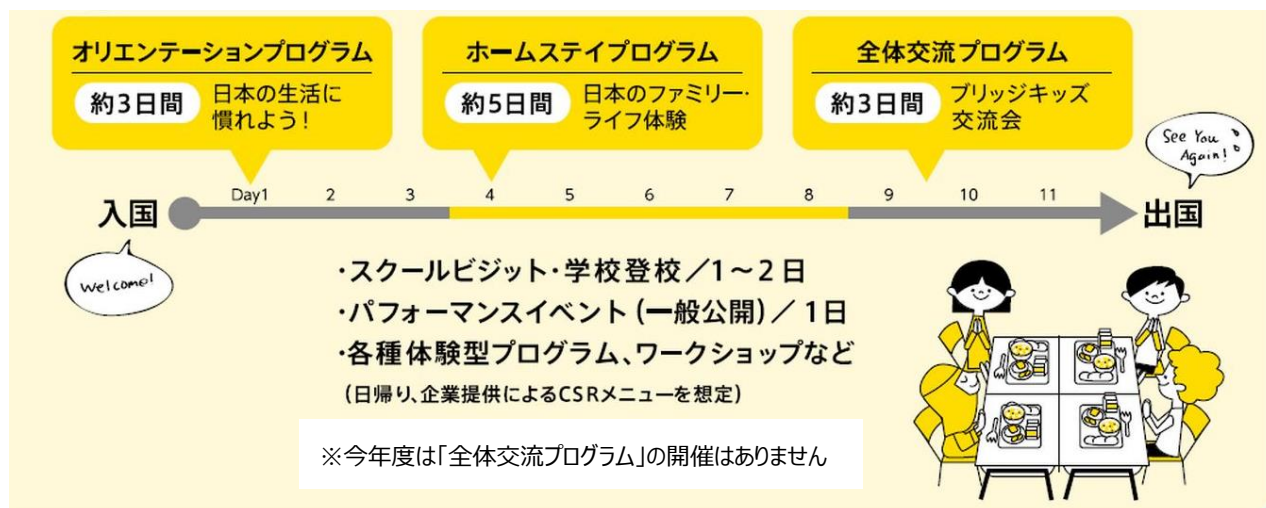 オリエンテーションプログラム
約3日間
日本の生活に
慣れよう！
ホームステイプログラム
約5日間
日本のファミリー・
ライフ体験
全体交流プログラム
約3日間
ブリッジキッズ
交流会
See You
Again!
入国
Day1 2 3 4 5 6 7 8 9 10 11
出国
Welcome!
・スクールビジット・学校登校／1～2日
・パフォーマンスイベント（一般公開）／1日
・各種体験型プログラム、ワークショップなど
（日帰り、企業提供によるCSRメニューを想定）
※今年度は「全体交流プログラム」の開催はありません